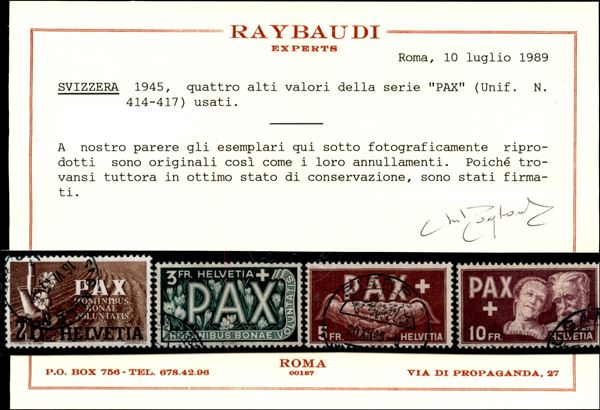 RAYBAUDI
EXPERTS
Roma, 10 luglio 1989
SVIZZERA 1945, quattro alti valori della serie "PAX" (Unif. N.
414-417) usati.
A nostro parere gli esemplari qui sotto fotograficamente ripro-
dotti sono originali così come i loro annullamenti. Poiché tro-
vansi tuttora in ottimo stato di conservazione, sono stati firma-
ti.
PAX
HOMINIBUS
BONAE
VOLUNTATIS
HELVETIA
3 FR. HELVETIA +
PAX
HOMINIBUS BONAE VOLUNTATIS
PAX +
5 FR. HELVETIA
PAX
+
10 FR. HELVETIA
ROMA
00187
P.O. BOX 756 - TEL. 678.42.96
VIA DI PROPAGANDA, 27